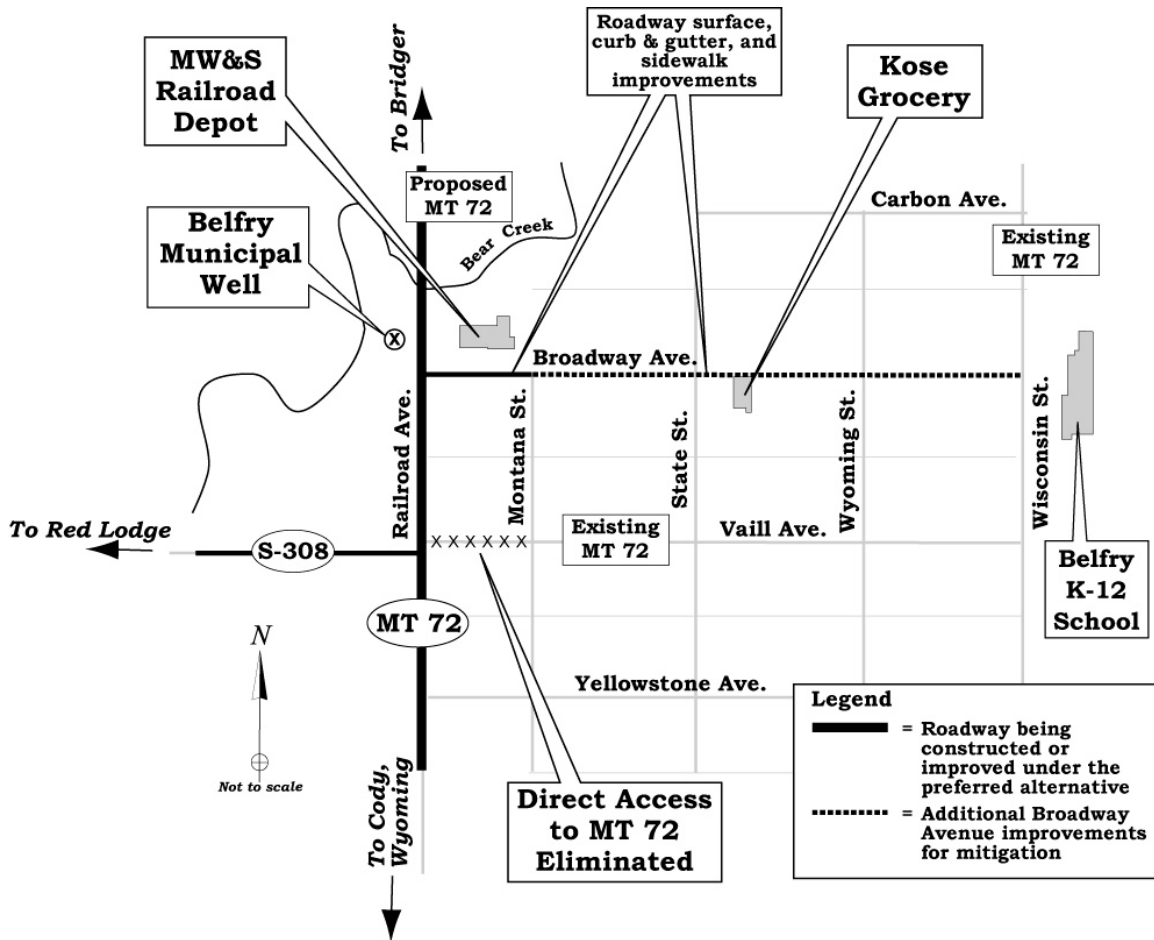 MW&S
Railroad
Depot
To Bridger
Roadway surface,
curb & gutter, and
sidewalk
improvements
Kose
Grocery
Proposed
MT 72
Carbon Ave.
Belfry
Municipal
Well
Bear Creek
Existing
MT 72
X
Broadway Ave.
Railroad Ave.
Montana St.
State St.
Wyoming St.
Wisconsin St.
To Red Lodge
S-308
X X X X X X
Existing
MT 72
Vaill Ave.
Belfry
K-12
School
MT 72
N
Not to scale
Yellowstone Ave.
To Cody,
Wyoming
Direct Access
to MT 72
Eliminated
Legend
= Roadway being
constructed or
improved under the
preferred alternative
= Additional Broadway
Avenue improvements
for mitigation